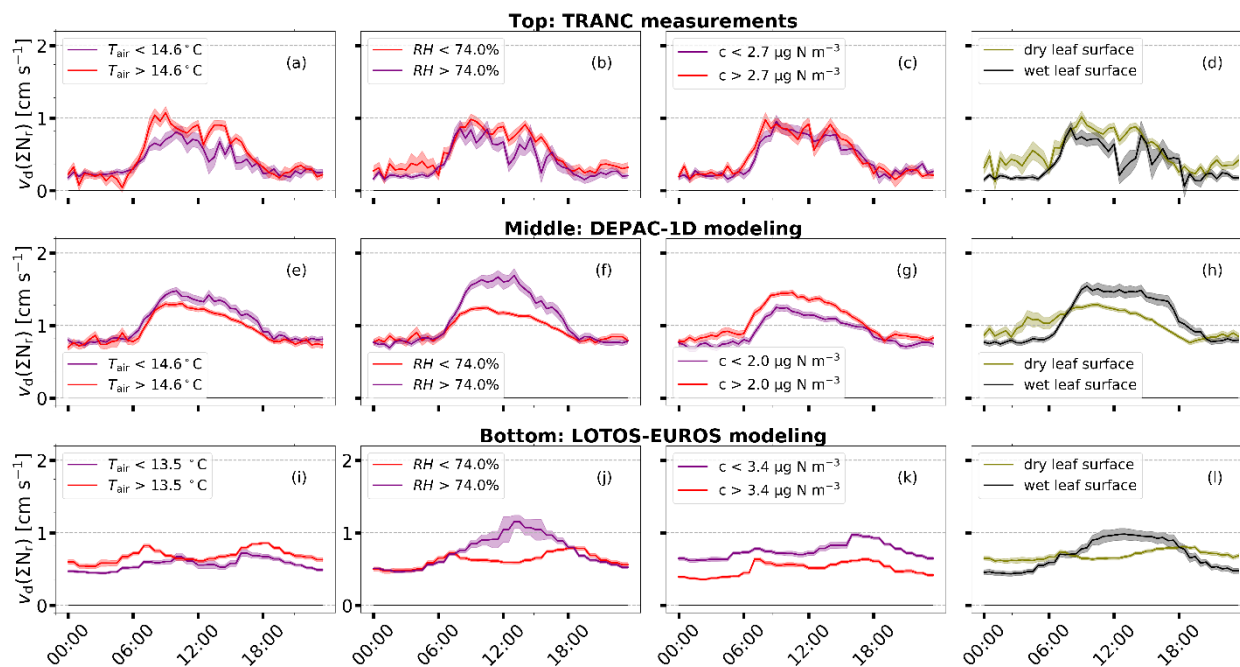 Top: TRANC measurements
v_d(ΣN_r) [cm s⁻¹]
2
1
0
T_air < 14.6°C
T_air > 14.6°C
(a)
RH < 74.0%
RH > 74.0%
(b)
c < 2.7 µg N m⁻³
c > 2.7 µg N m⁻³
(c)
dry leaf surface
wet leaf surface
(d)
Middle: DEPAC-1D modeling
v_d(ΣN_r) [cm s⁻¹]
2
1
0
(e)
T_air < 14.6°C
T_air > 14.6°C
(f)
RH < 74.0%
RH > 74.0%
(g)
c < 2.0 µg N m⁻³
c > 2.0 µg N m⁻³
(h)
dry leaf surface
wet leaf surface
Bottom: LOTOS-EUROS modeling
v_d(ΣN_r) [cm s⁻¹]
2
1
0
T_air < 13.5 °C
T_air > 13.5 °C
(i)
2
1
0
RH < 74.0%
RH > 74.0%
(j)
c < 3.4 µg N m⁻³
c > 3.4 µg N m⁻³
(k)
2
1
0
dry leaf surface
wet leaf surface
(l)
00:00 06:00 12:00 18:00
00:00 06:00 12:00 18:00
00:00 06:00 12:00 18:00
00:00 06:00 12:00 18:00